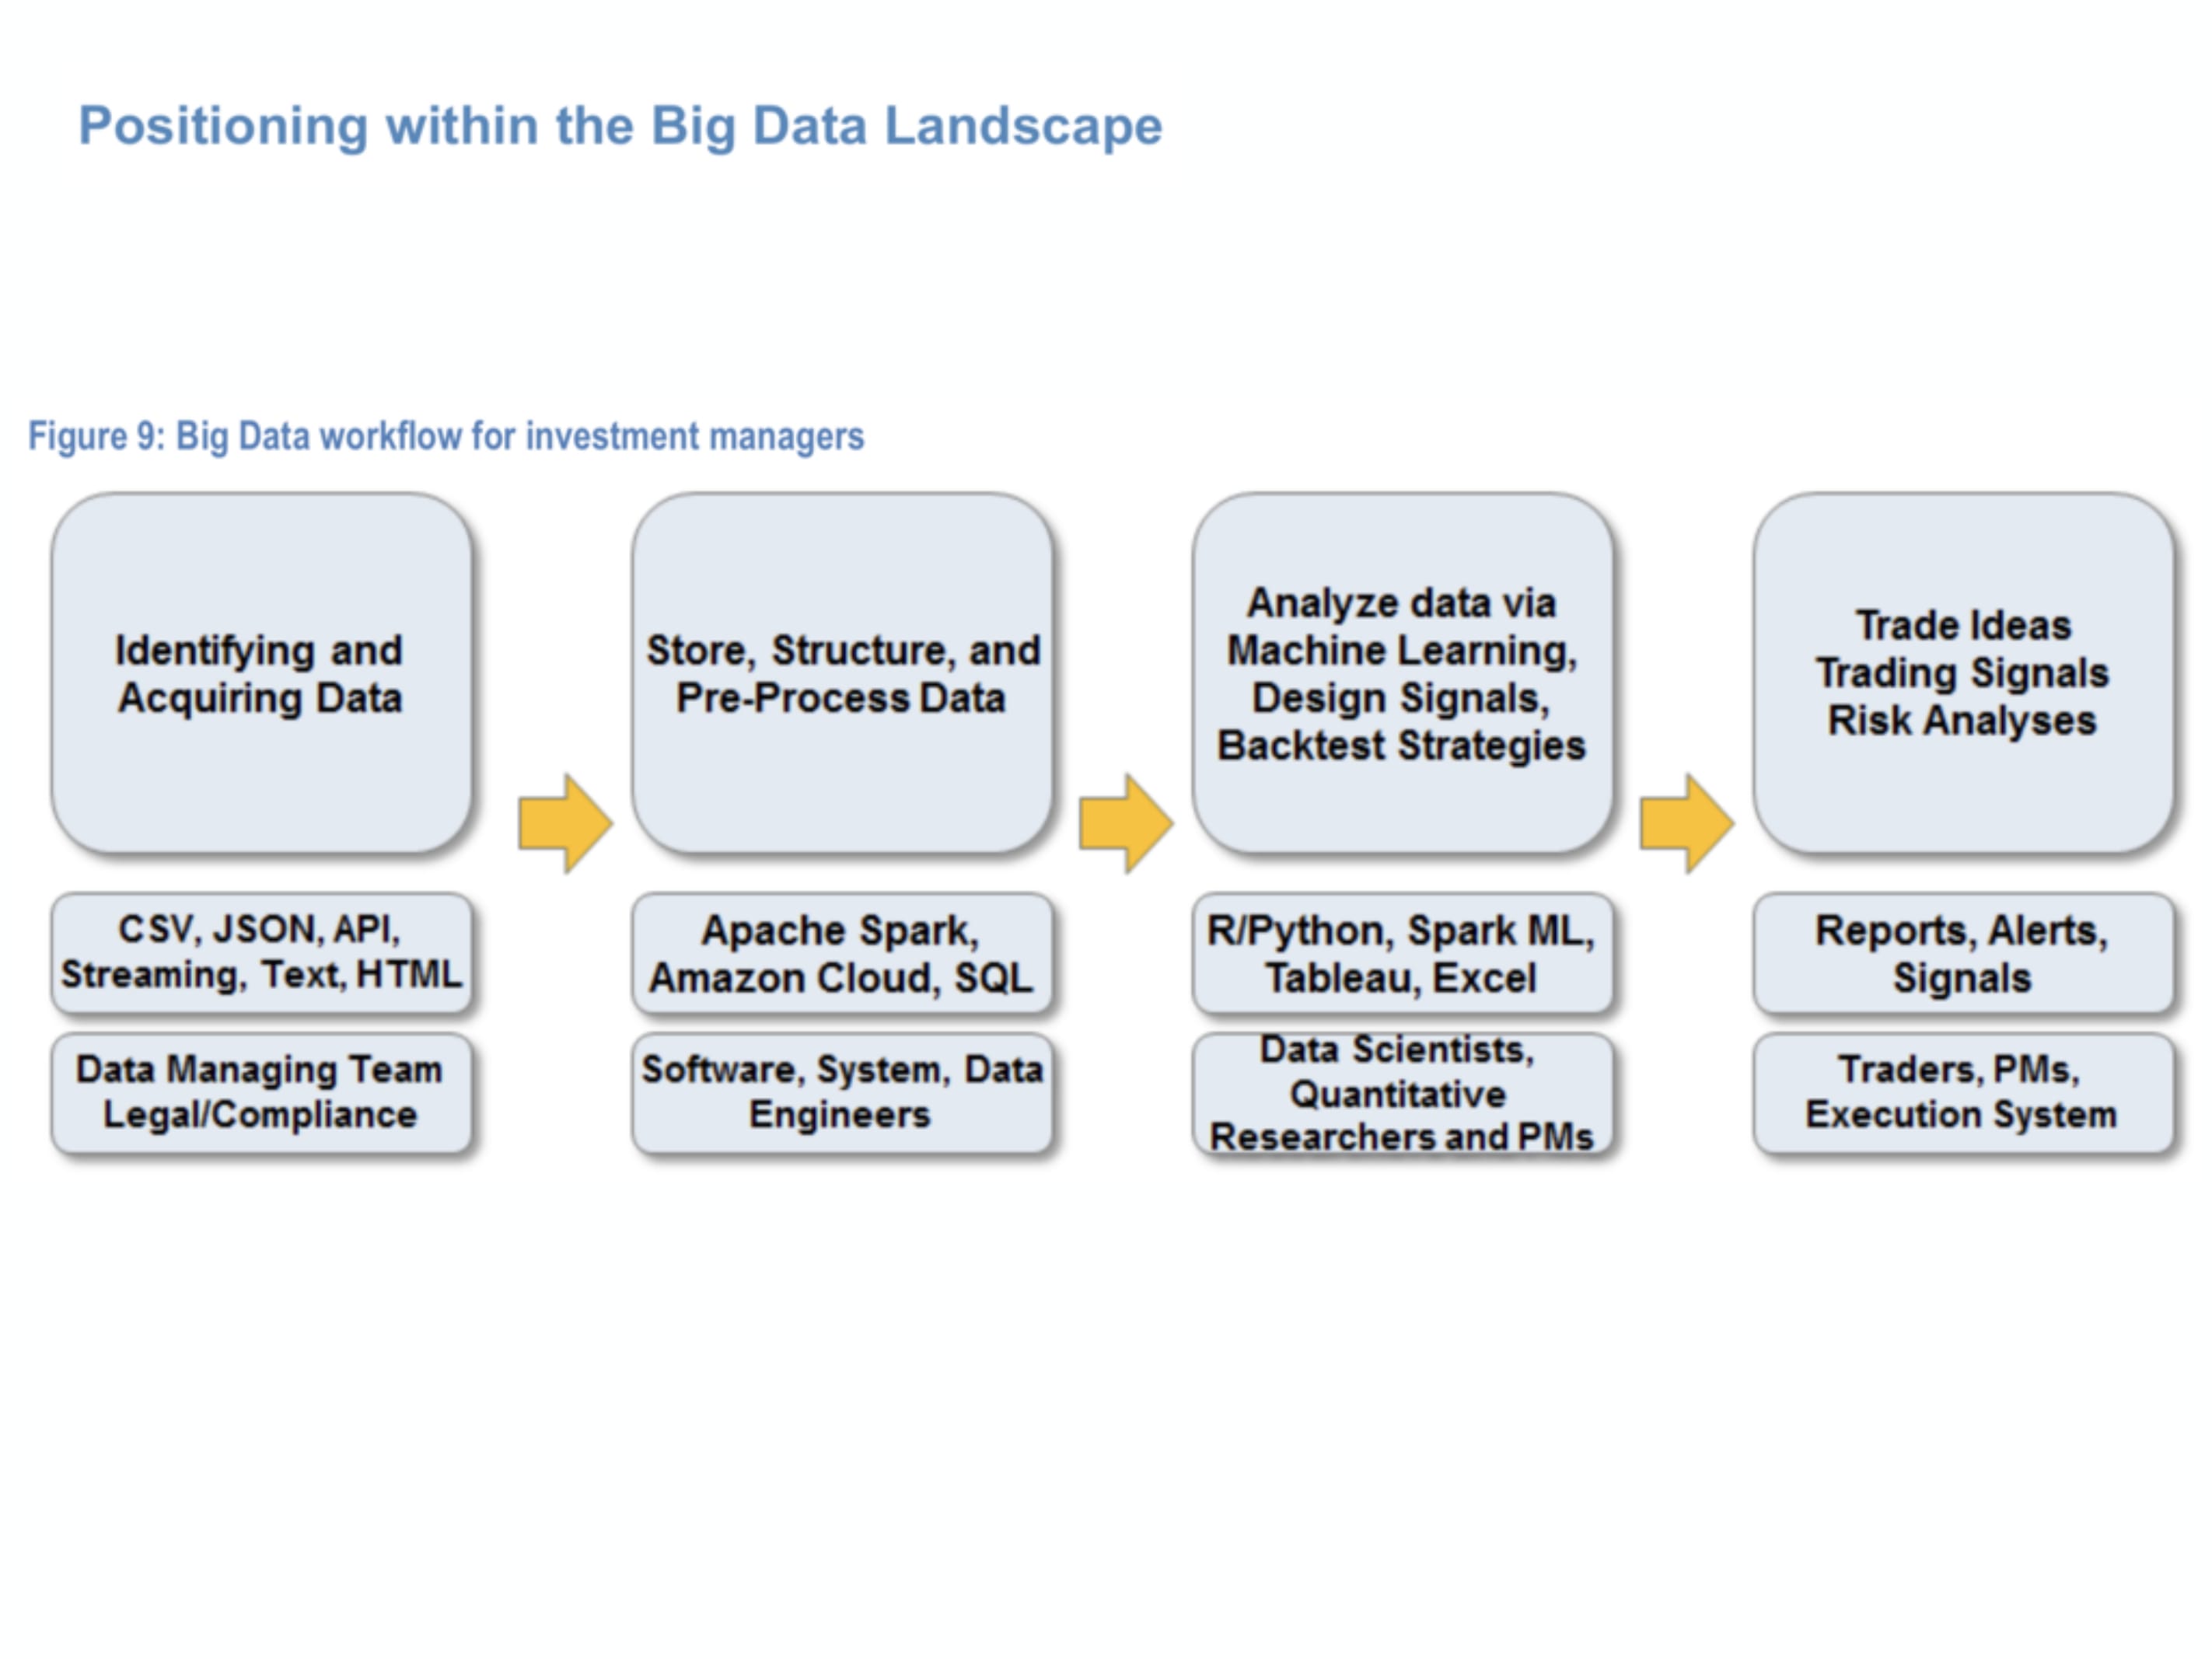 Positioning within the Big Data Landscape
Figure 9: Big Data workflow for investment managers
Identifying and
Acquiring Data
Store, Structure, and
Pre-Process Data
Analyze data via
Machine Learning,
Design Signals,
Backtest Strategies
Trade Ideas
Trading Signals
Risk Analyses
CSV, JSON, API,
Streaming, Text, HTML
Apache Spark,
Amazon Cloud, SQL
R/Python, Spark ML,
Tableau, Excel
Reports, Alerts,
Signals
Data Managing Team
Legal/Compliance
Software, System, Data
Engineers
Data Scientists,
Quantitative
Researchers and PMs
Traders, PMs,
Execution System